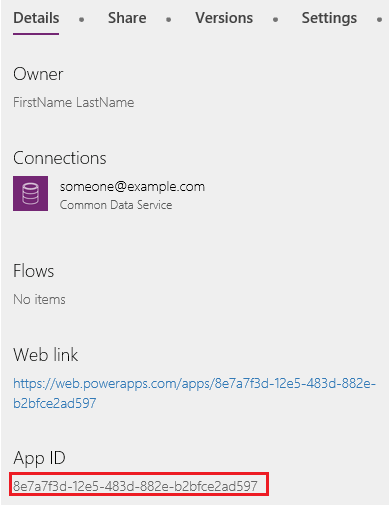 Details • Share • Versions • Settings •
Owner
FirstName LastName
Connections
someone@example.com
Common Data Service
Flows
No items
Web link
https://web.powerapps.com/apps/8e7a7f3d-12e5-483d-882e-
b2bfce2ad597
App ID
8e7a7f3d-12e5-483d-882e-b2bfce2ad597